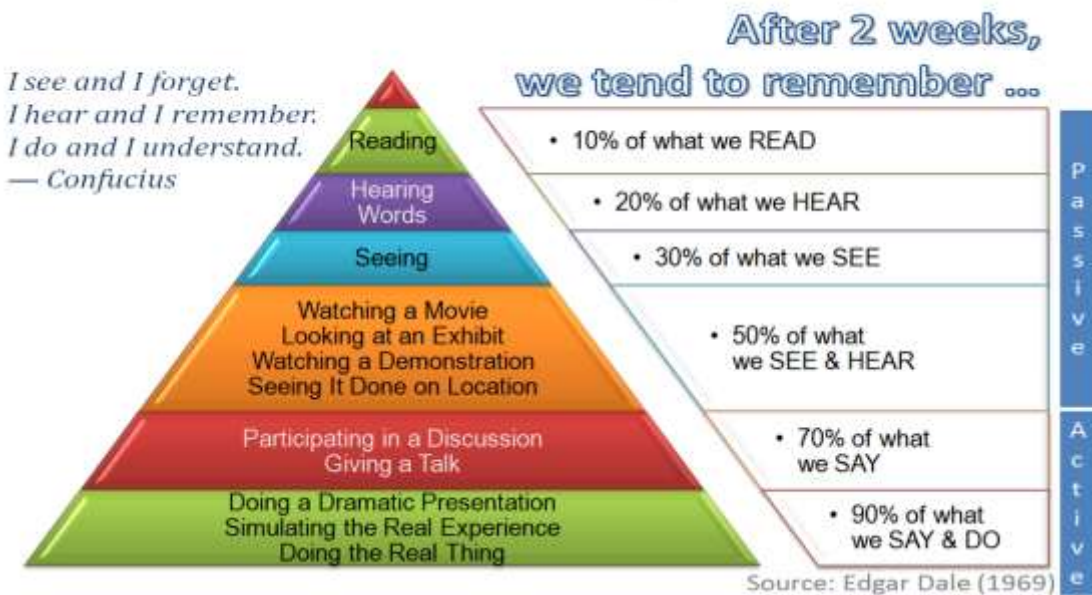 After 2 weeks,
we tend to remember ...
I see and I forget.
I hear and I remember.
I do and I understand.
— Confucius
Reading
• 10% of what we READ
Hearing
Words
• 20% of what we HEAR
Seeing
• 30% of what we SEE
Watching a Movie
Looking at an Exhibit
Watching a Demonstration
Seeing It Done on Location
• 50% of what
we SEE & HEAR
Participating in a Discussion
Giving a Talk
• 70% of what
we SAY
Doing a Dramatic Presentation
Simulating the Real Experience
Doing the Real Thing
• 90% of what
we SAY & DO
Passive
Active
Source: Edgar Dale (1969)